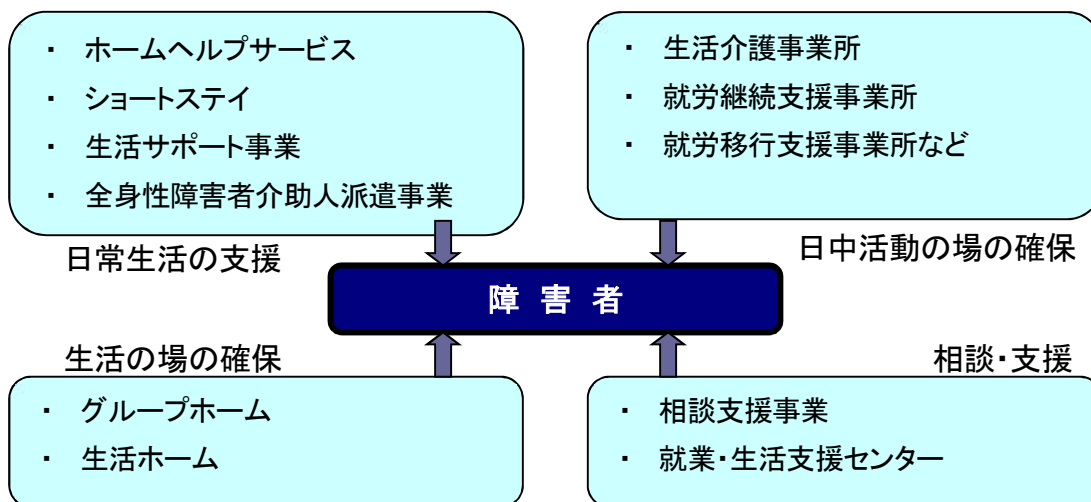 ・ ホームヘルプサービス
・ ショートステイ
・ 生活サポート事業
・ 全身性障害者介助人派遣事業
日常生活の支援
・ 生活介護事業所
・ 就労継続支援事業所
・ 就労移行支援事業所など
日中活動の場の確保
障 害 者
生活の場の確保
・ グループホーム
・ 生活ホーム
相談・支援
・ 相談支援事業
・ 就業・生活支援センター